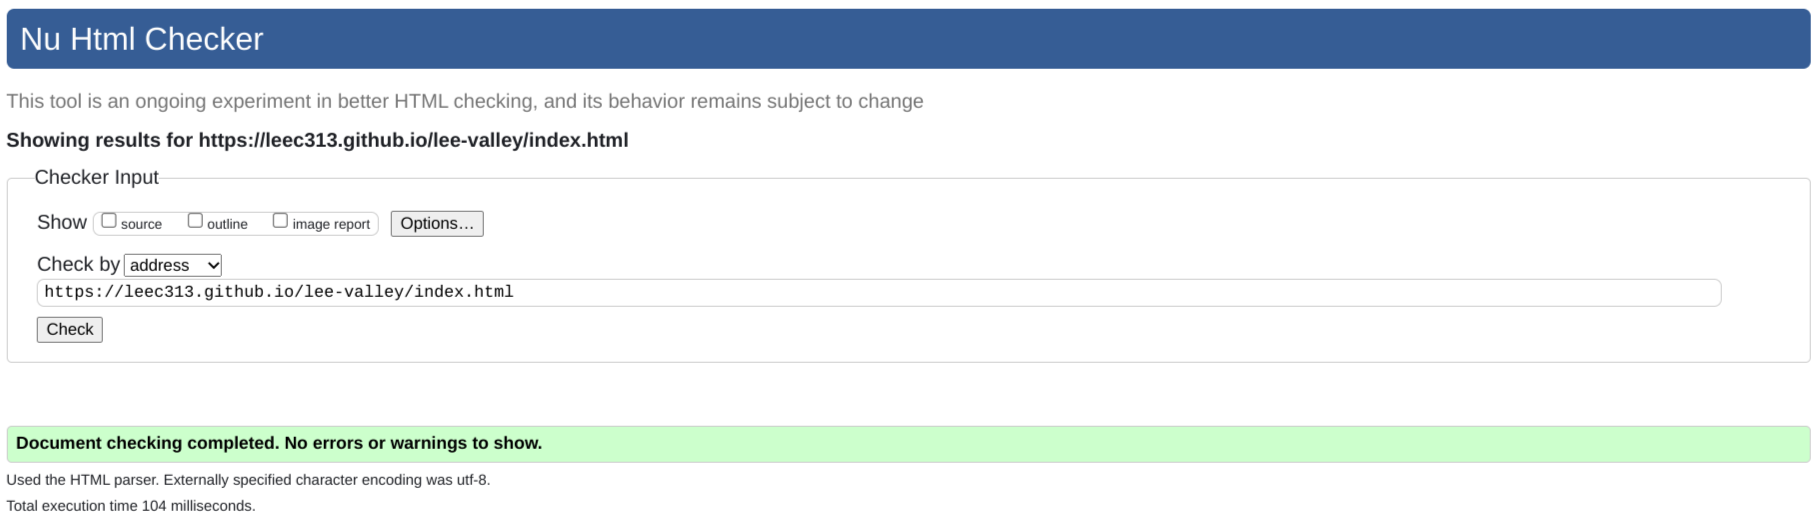 Nu Html Checker
This tool is an ongoing experiment in better HTML checking, and its behavior remains subject to change
Showing results for https://leec313.github.io/lee-valley/index.html
Checker Input
Show source outline image report Options…
Check by address
https://leec313.github.io/lee-valley/index.html
Check
Document checking completed. No errors or warnings to show.
Used the HTML parser. Externally specified character encoding was utf-8.
Total execution time 104 milliseconds.